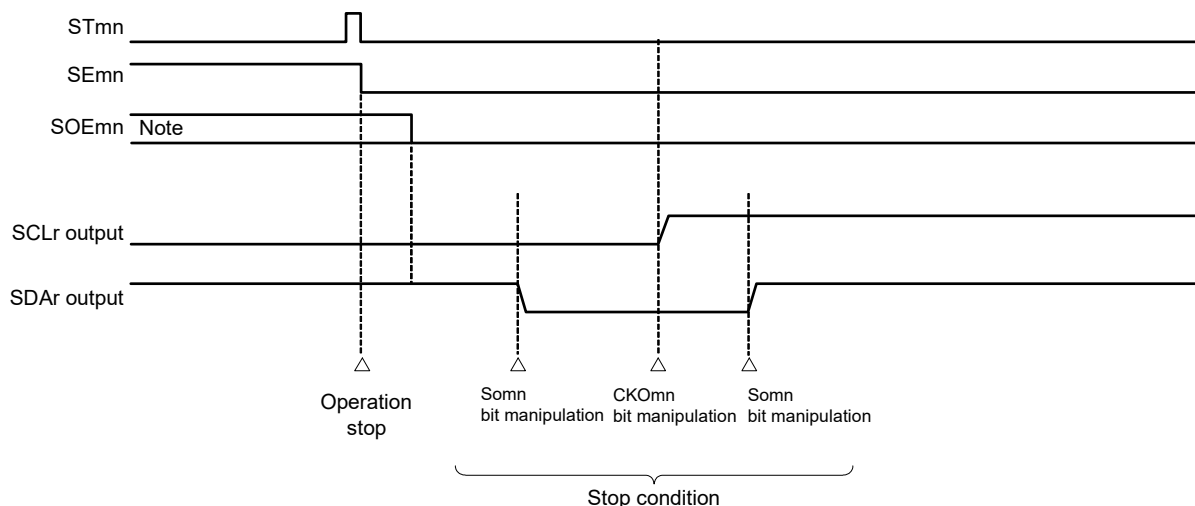 STmn
SEmn
SOEmn Note
SCLr output
SDAr output
Operation
stop
Somn
bit manipulation
CKOmn
bit manipulation
Somn
bit manipulation
Stop condition